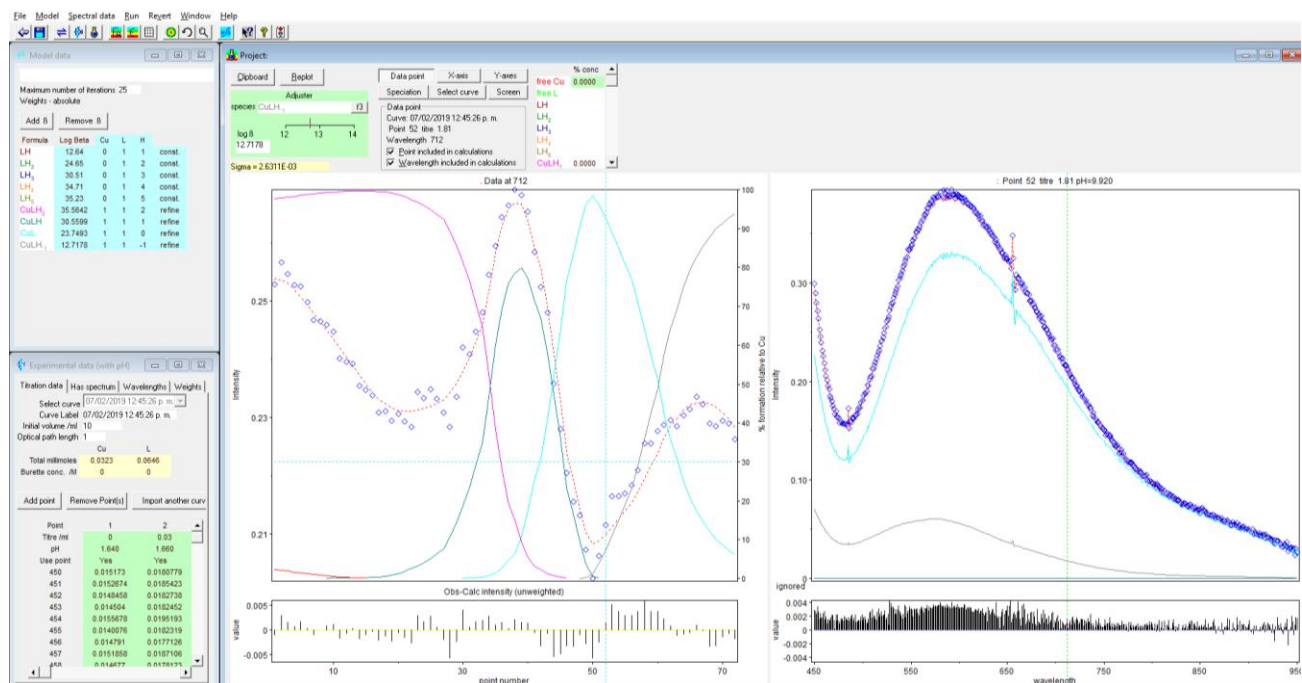 File Model Spectral data Run Revert Window Help
Model data
Maximum number of iterations 25
Weights - absolute
Add ß Remove ß
Formula Log Beta Cu L H
LH 12.64 0 1 1 const.
LH₂ 24.65 0 1 2 const.
LH₃ 30.51 0 1 3 const.
LH₄ 34.71 0 1 4 const.
LH₅ 35.23 0 1 5 const.
CuLH₂ 35.5642 1 1 2 refine
CuLH 30.5599 1 1 1 refine
CuL 23.7493 1 1 0 refine
CuLH₋₁ 12.7178 1 1 -1 refine
Experimental data (with pH)
Titration data Has spectrum Wavelengths Weights
Select curve 07/02/2019 12:45:26 p. m.
Curve Label 07/02/2019 12:45:26 p. m.
Initial volume /ml 10
Optical path length 1
Cu L
Total millimoles 0.0323 0.0646
Burette conc. /M 0 0
Add point Remove Point(s) Import another curv
Point 1 2
Titre /ml 0 0.03
pH 1.640 1.660
Use point Yes Yes
450 0.015173 0.0180779
451 0.0152674 0.0185423
452 0.0148458 0.0182738
453 0.014504 0.0182452
454 0.0155678 0.0195193
455 0.0140076 0.0182319
456 0.014791 0.0177126
457 0.0151858 0.0187106
458 0.014677 0.0178123
Project:
Clipboard Replot
Adjuster
species CuLH₋₁ f3
log ß 12 13 14
12.7178
Sigma = 2.6311E-03
Data point X-axis Y-axes
Speciation Select curve Screen
Data point
Curve: 07/02/2019 12:45:26 p. m.
Point 52 titre 1.81
Wavelength 712
Point included in calculations
Wavelength included in calculations
% conc
free Cu 0.0000
free L
LH
LH₂
LH₃
LH₄
LH₅
CuLH₂ 0.0000
. Data at 712
Intensity
0.25
0.23
0.21
100
90
80
70
60
50
40
30
20
10
0
% formation relative to Cu
Obs-Calc intensity (unweighted)
value
0.005
0
-0.005
10 30 50 70
point number
: Point 52 titre 1.81 pH=9.920
Intensity
0.30
0.20
0.10
0
ignored
value
0.004
0.002
0
-0.002
-0.004
450 550 650 750 850 950
wavelength